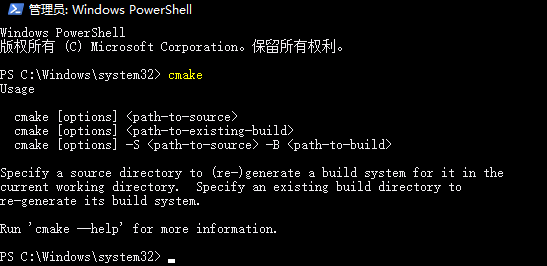 管理员: Windows PowerShell
Windows PowerShell
版权所有 (C) Microsoft Corporation。保留所有权利。
PS C:\Windows\system32> cmake
Usage
cmake [options] <path-to-source>
cmake [options] <path-to-existing-build>
cmake [options] -S <path-to-source> -B <path-to-build>
Specify a source directory to (re-)generate a build system for it in the
current working directory.  Specify an existing build directory to
re-generate its build system.
Run 'cmake --help' for more information.
PS C:\Windows\system32>